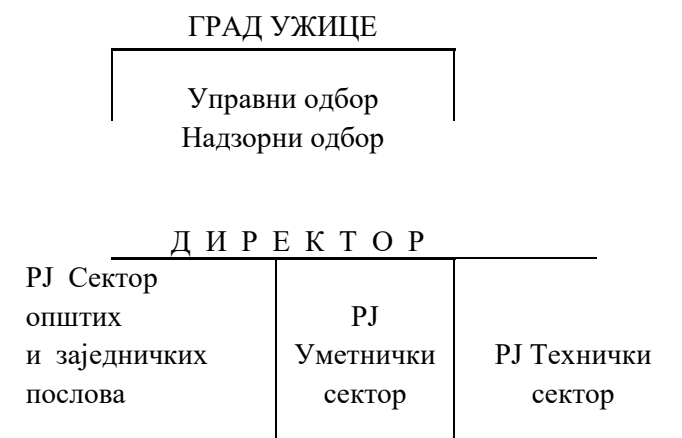 ГРАД УЖИЦЕ
Управни одбор
Надзорни одбор
Д И Р Е К Т О Р
РЈ Сектор
општих
и заједничких
послова
РЈ
Уметнички
сектор
РЈ Технички
сектор